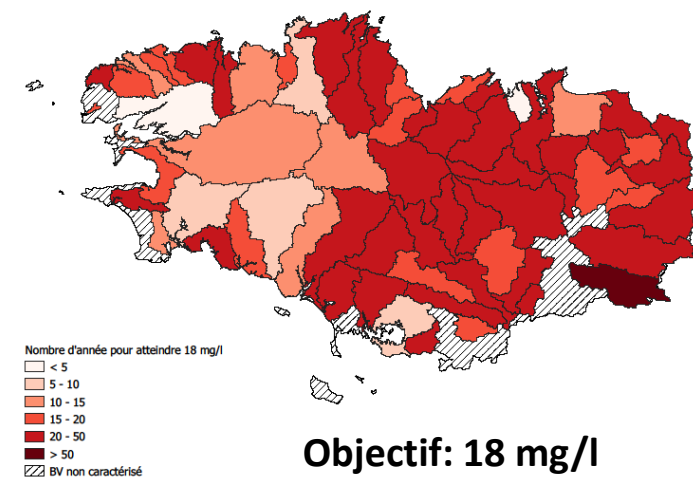 Nombre d'année pour atteindre 18 mg/l
< 5
5 - 10
10 - 15
15 - 20
20 - 50
> 50
BV non caractérisé
Objectif: 18 mg/l